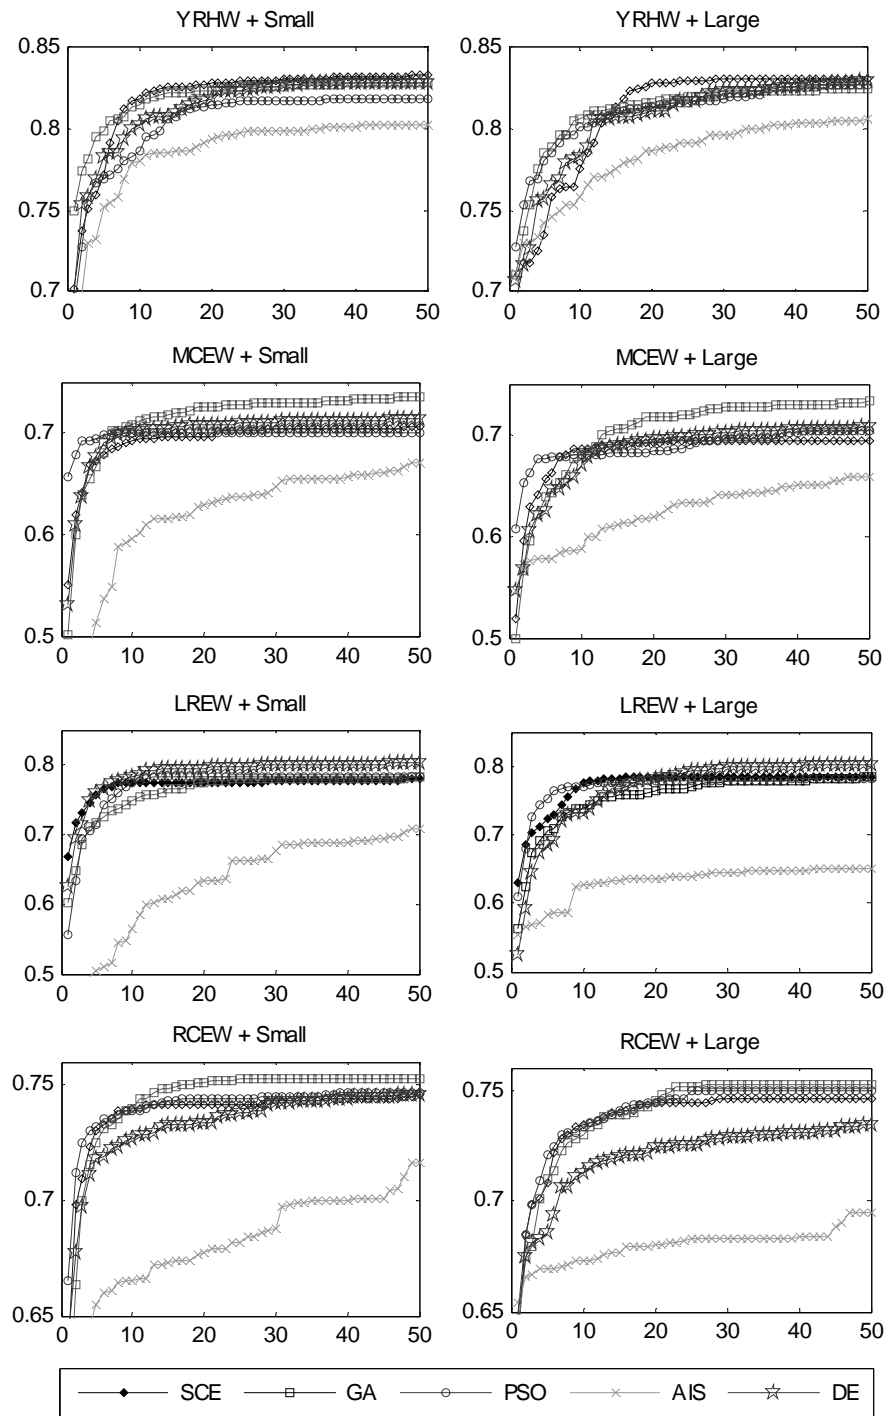 YRHW + Small
0.85
0.8
0.75
0.7
0 10 20 30 40 50
YRHW + Large
0.85
0.8
0.75
0.7
0 10 20 30 40 50
MCEW + Small
0.7
0.6
0.5
0 10 20 30 40 50
MCEW + Large
0.7
0.6
0.5
0 10 20 30 40 50
LREW + Small
0.8
0.7
0.6
0.5
0 10 20 30 40 50
LREW + Large
0.8
0.7
0.6
0.5
0 10 20 30 40 50
RCEW + Small
0.75
0.7
0.65
0 10 20 30 40 50
RCEW + Large
0.75
0.7
0.65
0 10 20 30 40 50
SCE GA PSO AIS DE